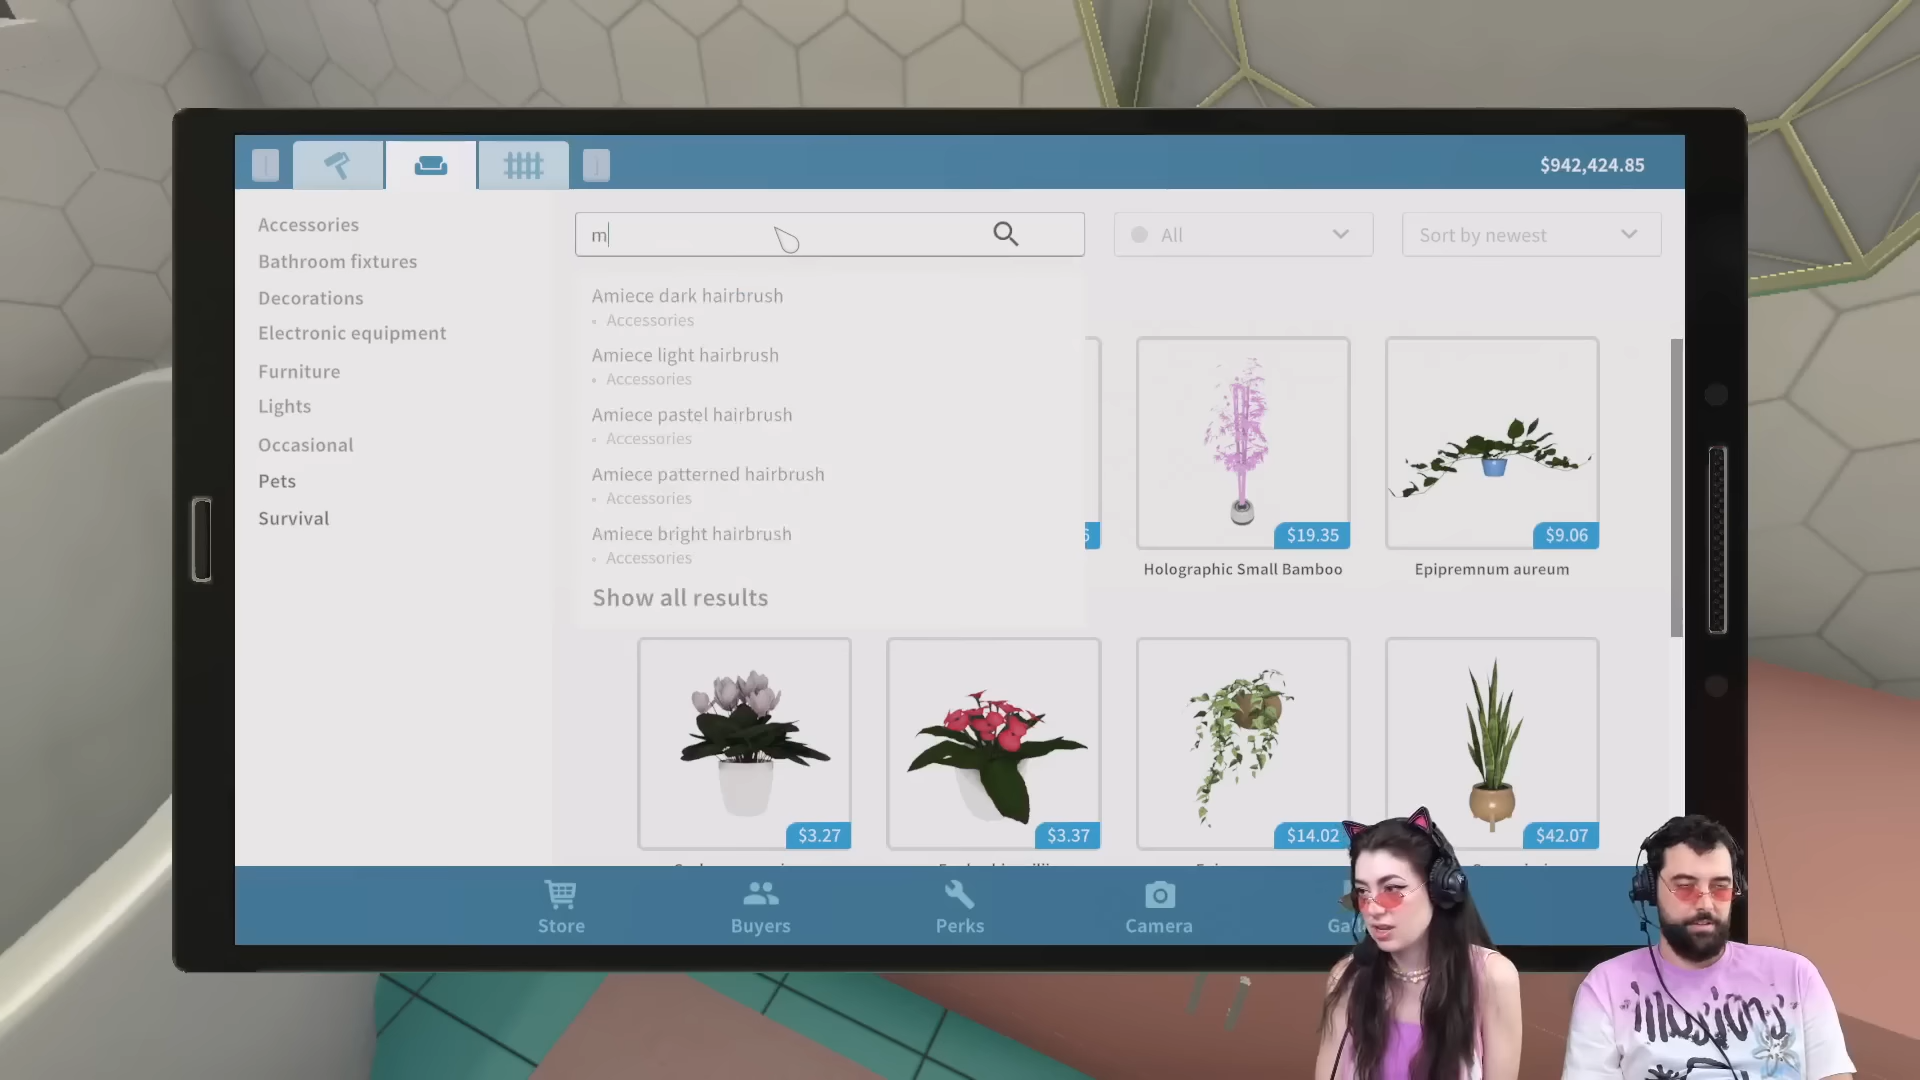 $942,424.85
Accessories
Bathroom fixtures
Decorations
Electronic equipment
Furniture
Lights
Occasional
Pets
Survival
m
All
Sort by newest
Amiece dark hairbrush
• Accessories
Amiece light hairbrush
• Accessories
Amiece pastel hairbrush
• Accessories
Amiece patterned hairbrush
• Accessories
Amiece bright hairbrush
• Accessories
Show all results
$19.35
$9.06
Holographic Small Bamboo
Epipremnum aureum
$3.27
$3.37
$14.02
$42.07
Store
Buyers
Perks
Camera